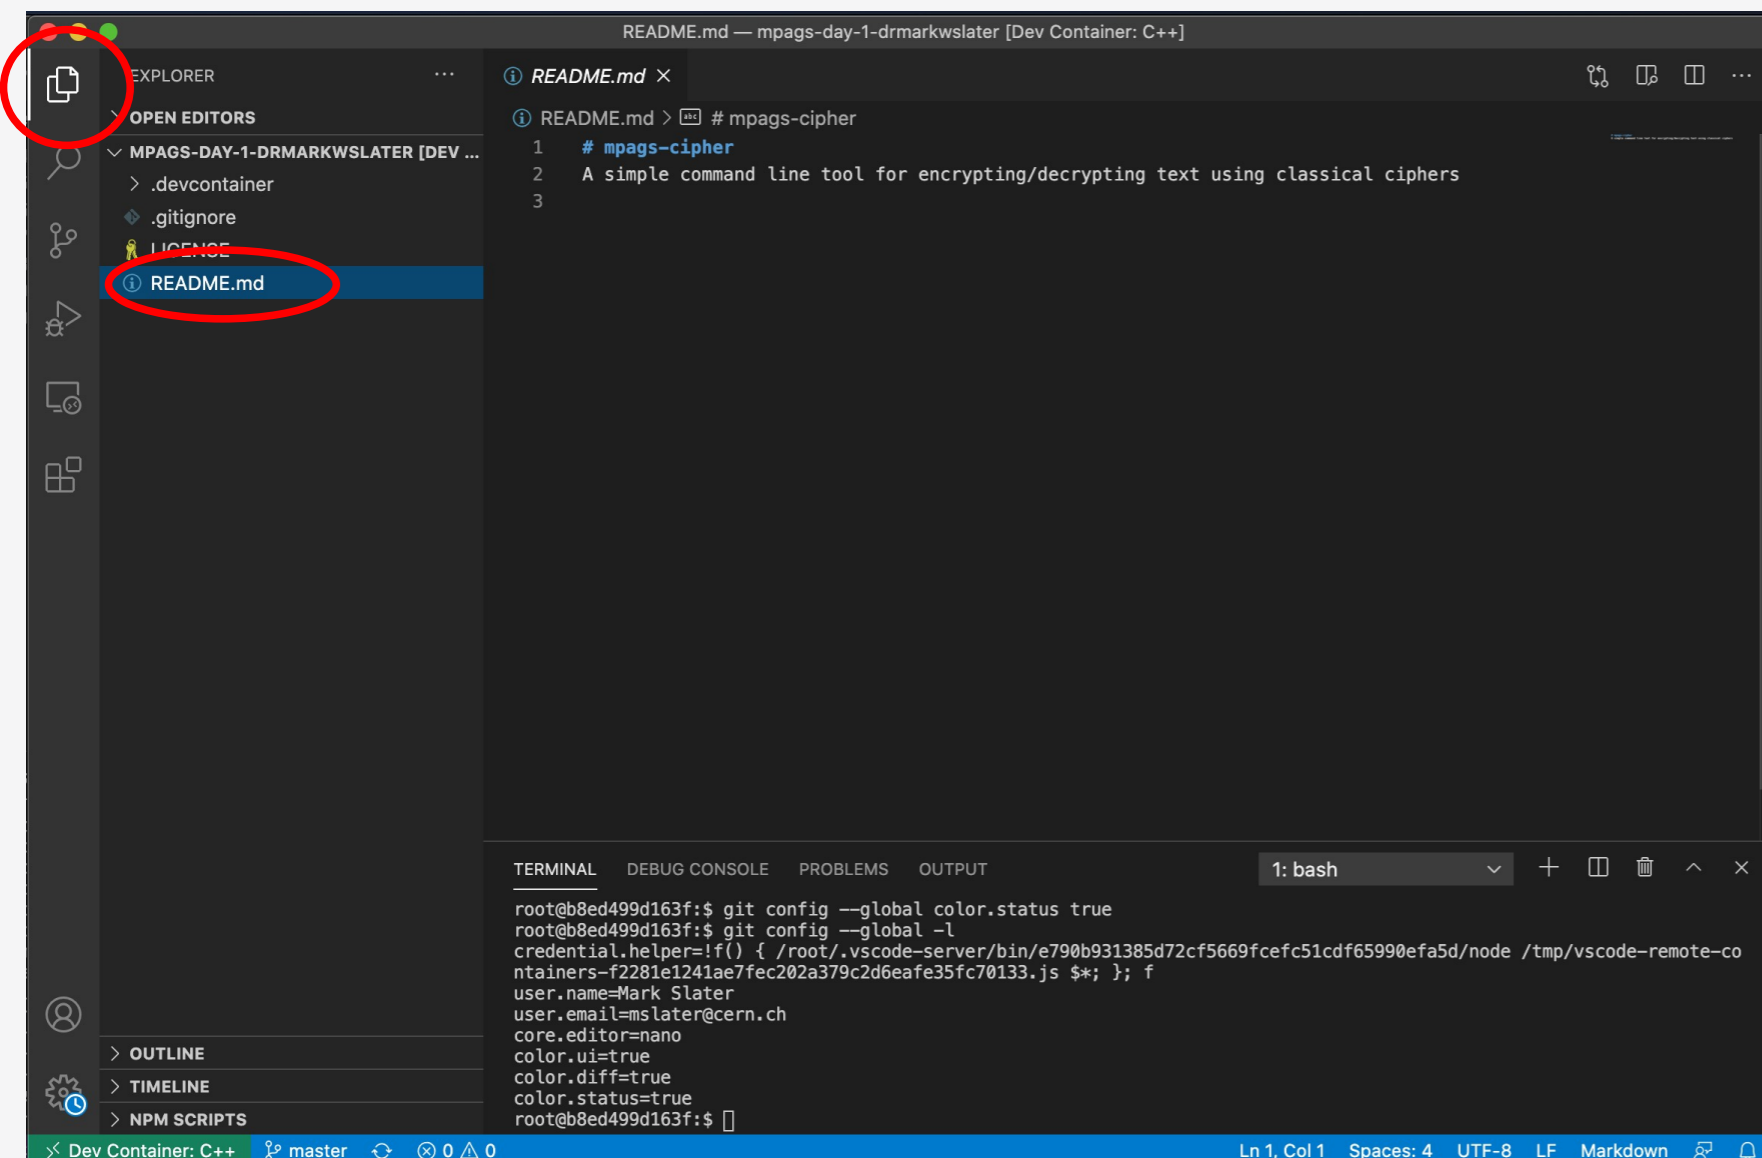 README.md — mpags-day-1-drmarkwslater [Dev Container: C++]
EXPLORER
OPEN EDITORS
MPAGS-DAY-1-DRMARKWSLATER [DEV ...
.devcontainer
.gitignore
LICENSE
README.md
OUTLINE
TIMELINE
NPM SCRIPTS
README.md
README.md > # mpags-cipher
1 # mpags-cipher
2 A simple command line tool for encrypting/decrypting text using classical ciphers
3
TERMINAL DEBUG CONSOLE PROBLEMS OUTPUT 1: bash
root@b8ed499d163f:$ git config --global color.status true
root@b8ed499d163f:$ git config --global -l
credential.helper=!f() { /root/.vscode-server/bin/e790b931385d72cf5669fcefc51cdf65990efa5d/node /tmp/vscode-remote-co
ntainers-f2281e1241ae7fec202a379c2d6eafe35fc70133.js $*; }; f
user.name=Mark Slater
user.email=mslater@cern.ch
core.editor=nano
color.ui=true
color.diff=true
color.status=true
root@b8ed499d163f:$
Dev Container: C++ master 0 0 Ln 1, Col 1 Spaces: 4 UTF-8 LF Markdown